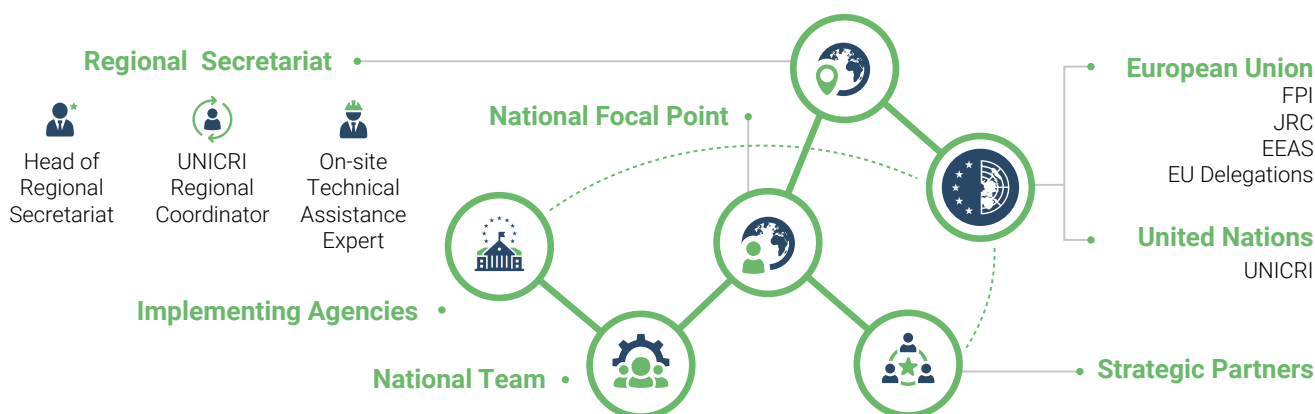 Regional Secretariat
Head of
Regional
Secretariat
UNICRI
Regional
Coordinator
On-site
Technical
Assistance
Expert
National Focal Point
European Union
FPI
JRC
EEAS
EU Delegations
United Nations
UNICRI
Implementing Agencies
National Team
Strategic Partners